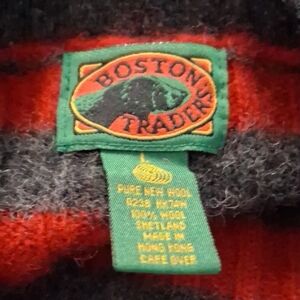 BOSTON
TRADERS
PURE NEW WOOL
100% WOOL
SHETLAND
MADE IN
HONG KONG
CARE OVER